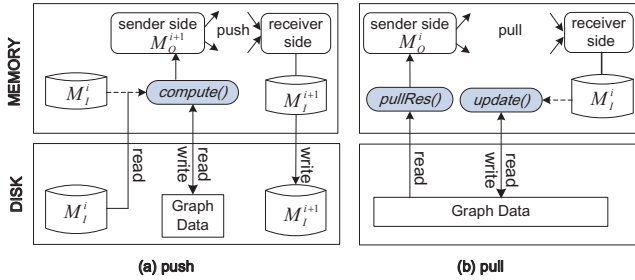 MEMORY
sender side
M_O^{i+1}
push
receiver
side
M_I^i
compute()
M_I^{i+1}
read
write
read
write
DISK
M_I^i
Graph
Data
M_I^{i+1}
(a) push
sender side
M_O^i
pull
receiver
side
pullRes()
update()
M_I^i
read
write
read
Graph Data
(b) pull